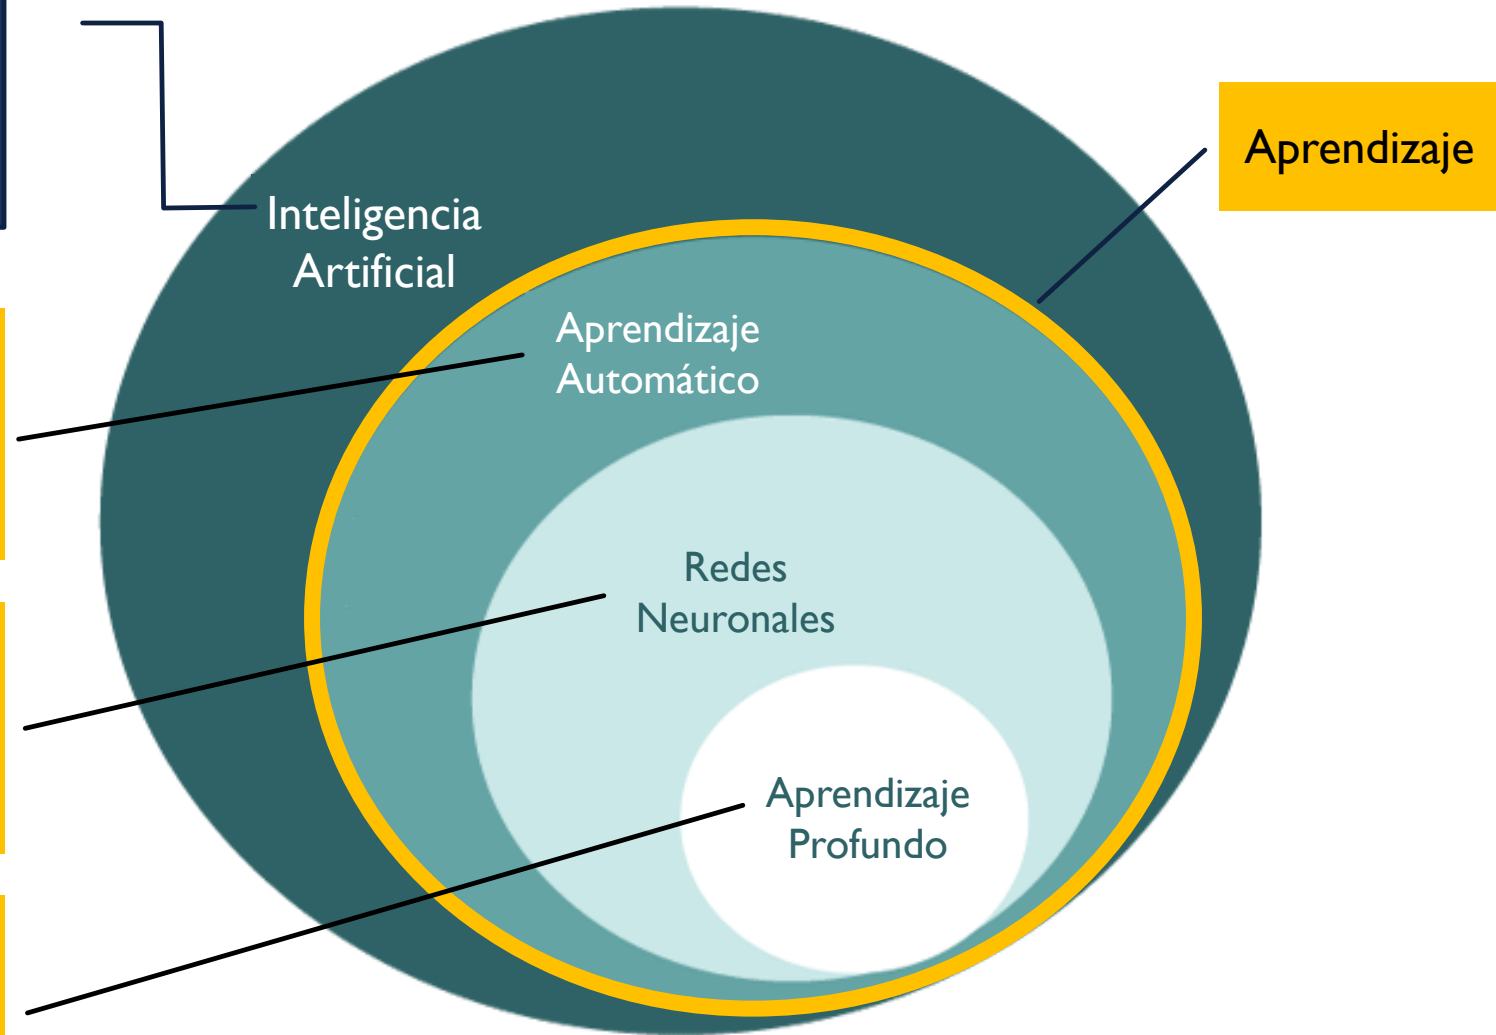 Aprendizaje
Inteligencia
Artificial
Aprendizaje
Automático
Redes
Neuronales
Aprendizaje
Profundo